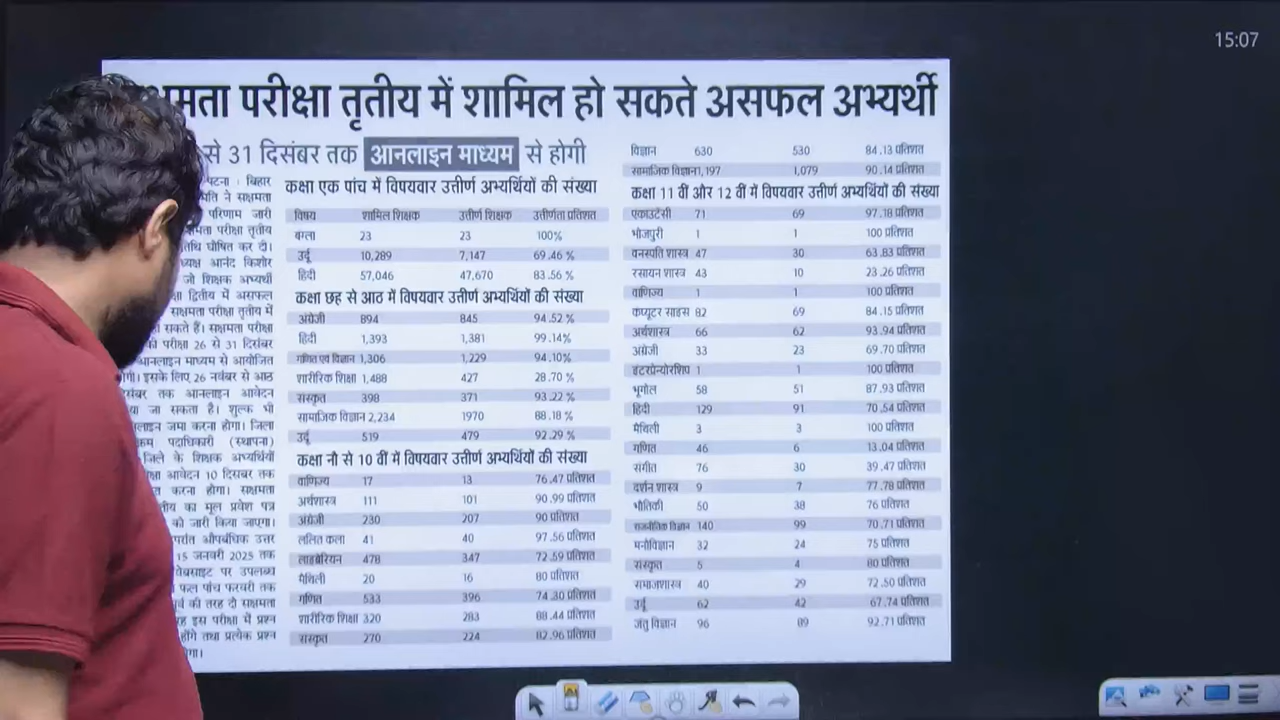 15:07
क्षमता परीक्षा तृतीय में शामिल हो सकते असफल अभ्यर्थी
से 31 दिसंबर तक आनलाइन माध्यम से होगी
पटना : बिहार
ति ने सक्षमता
परिणाम जारी
क्षमता परीक्षा तृतीय
तिथि घोषित कर दी।
ध्यक्ष आनंद किशोर
जो शिक्षक अभ्यर्थी
क्षा द्वितीय में असफल
सक्षमता परीक्षा तृतीय में
हो सकते हैं। सक्षमता परीक्षा
की परीक्षा 26 से 31 दिसंबर
आनलाइन माध्यम से आयोजित
गी। इसके लिए 26 नवंबर से आठ
संबर तक आनलाइन आवेदन
या जा सकता है। शुल्क भी
लाइन जमा करना होगा। जिला
क्रम पदाधिकारी (स्थापना)
जिले के शिक्षक अभ्यर्थियों
क्षा आवेदन 10 दिसंबर तक
त करना होगा। सक्षमता
तीय का मूल प्रवेश पत्र
को जारी किया जाएगा।
परांत औपबंधिक उत्तर
15 जनवरी 2025 तक
वेबसाइट पर उपलब्ध
फल पांच फरवरी तक
पूर्व की तरह दी सक्षमता
रह इस परीक्षा में प्रश्न
होंगे तथा प्रत्येक प्रश्न
गा।
कक्षा एक पांच में विषयवार उत्तीर्ण अभ्यर्थियों की संख्या
विषय शामिल शिक्षक उत्तीर्ण शिक्षक उत्तीर्णता प्रतिशत
बंग्ला 23 23 100%
उर्दू 10,289 7,147 69.46 %
हिंदी 57,046 47,670 83.56 %
कक्षा छह से आठ में विषयवार उत्तीर्ण अभ्यर्थियों की संख्या
अंग्रेजी 894 845 94.52 %
हिंदी 1,393 1,381 99.14%
गणित एवं विज्ञान 1,306 1,229 94.10%
शारीरिक शिक्षा 1,488 427 28.70 %
संस्कृत 398 371 93.22 %
सामाजिक विज्ञान 2,234 1970 88.18 %
उर्दू 519 479 92.29 %
कक्षा नौ से 10 वीं में विषयवार उत्तीर्ण अभ्यर्थियों की संख्या
वाणिज्य 17 13 76.47 प्रतिशत
अर्थशास्त्र 111 101 90.99 प्रतिशत
अंग्रेजी 230 207 90 प्रतिशत
ललित कला 41 40 97.56 प्रतिशत
लाइब्रेरियन 478 347 72.59 प्रतिशत
मैथिली 20 16 80 प्रतिशत
गणित 533 396 74.30 प्रतिशत
शारीरिक शिक्षा 320 283 88.44 प्रतिशत
संस्कृत 270 224 82.96 प्रतिशत
विज्ञान 630 530 84.13 प्रतिशत
सामाजिक विज्ञान1,197 1,079 90.14 प्रतिशत
कक्षा 11 वीं और 12 वीं में विषयवार उत्तीर्ण अभ्यर्थियों की संख्या
एकाउंटेंसी 71 69 97.18 प्रतिशत
भोजपुरी 1 1 100 प्रतिशत
वनस्पति शास्त्र 47 30 63.83 प्रतिशत
रसायन शास्त्र 43 10 23.26 प्रतिशत
वाणिज्य 1 1 100 प्रतिशत
कंप्यूटर साइंस 82 69 84.15 प्रतिशत
अर्थशास्त्र 66 62 93.94 प्रतिशत
अंग्रेजी 33 23 69.70 प्रतिशत
इंटरप्रेन्योरशिप 1 1 100 प्रतिशत
भूगोल 58 51 87.93 प्रतिशत
हिंदी 129 91 70.54 प्रतिशत
मैथिली 3 3 100 प्रतिशत
गणित 46 6 13.04 प्रतिशत
संगीत 76 30 39.47 प्रतिशत
दर्शन शास्त्र 9 7 77.78 प्रतिशत
भौतिकी 50 38 76 प्रतिशत
राजनीतिक विज्ञान 140 99 70.71 प्रतिशत
मनोविज्ञान 32 24 75 प्रतिशत
संस्कृत 5 4 80 प्रतिशत
समाजशास्त्र 40 29 72.50 प्रतिशत
उर्दू 62 42 67.74 प्रतिशत
जंतु विज्ञान 96 89 92.71 प्रतिशत